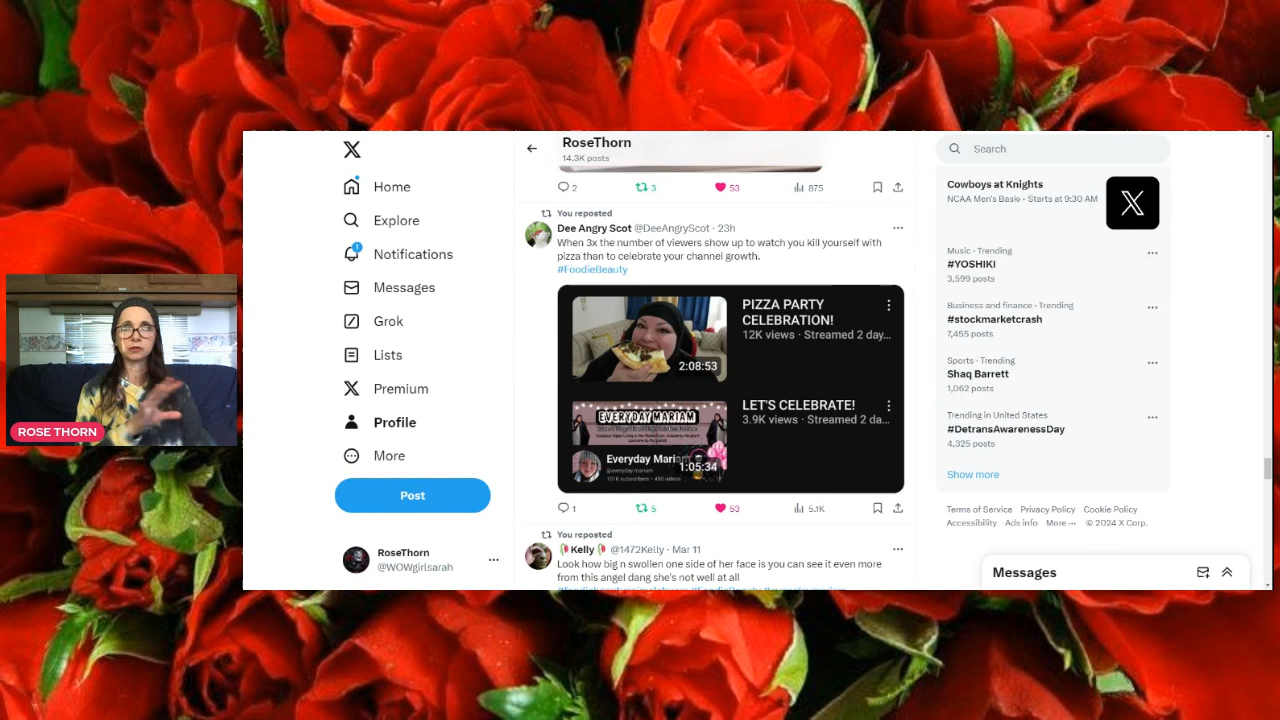 RoseThorn
14.3K posts
2
3
53
875
Home
Explore
1
Notifications
Messages
Grok
Lists
Premium
Profile
More
Post
RoseThorn
@WOWgirlsarah
ROSE THORN
You reposted
Dee Angry Scot @DeeAngryScot · 23h
When 3x the number of viewers show up to watch you kill yourself with
pizza than to celebrate your channel growth.
#FoodieBeauty
PIZZA PARTY
CELEBRATION!
12K views · Streamed 2 day...
2:08:53
LET'S CELEBRATE!
3.9K views · Streamed 2 da...
EVERYDAY MARIAM
Everyday Mari
@everyday mariam
101K subscribers · 450 videos
1:05:34
1
5
53
5.1K
You reposted
Kelly @1472Kelly · Mar 11
Look how big n swollen one side of her face is you can see it even more
from this angel dang she's not well at all
Search
Cowboys at Knights
NCAA Men's Bask · Starts at 9:30 AM
Music · Trending
#YOSHIKI
3,599 posts
Business and finance · Trending
#stockmarketcrash
7,455 posts
Sports · Trending
Shaq Barrett
1,062 posts
Trending in United States
#DetransAwarenessDay
4,325 posts
Show more
Terms of Service Privacy Policy Cookie Policy
Accessibility Ads info More ··· © 2024 X Corp.
Messages